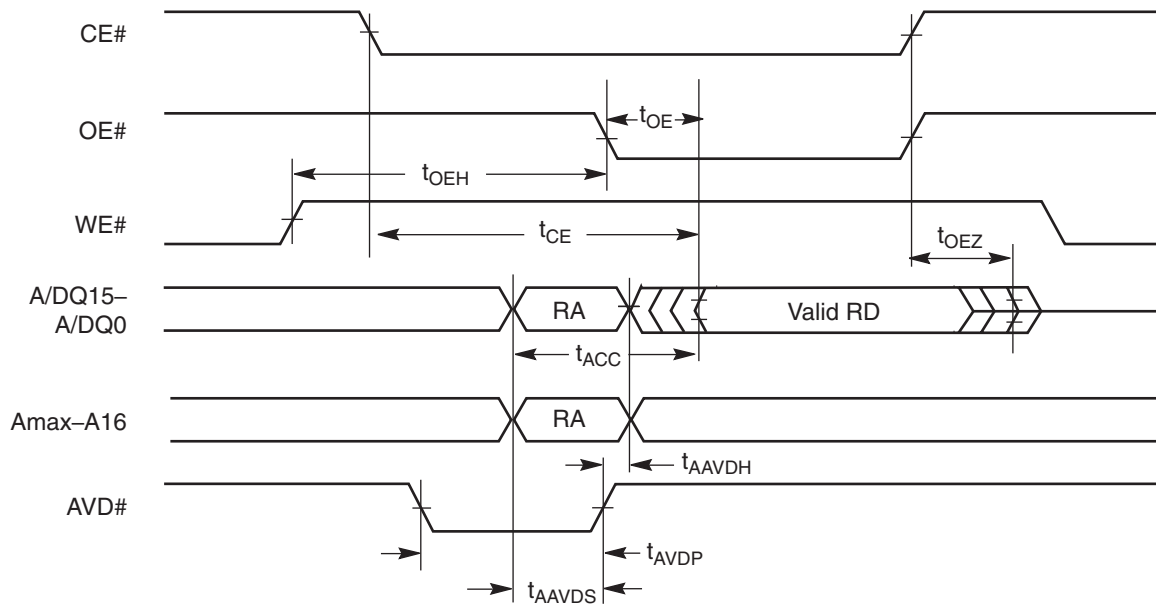 CE#
OE#
tOE
tOEH
WE#
tCE
tOEZ
A/DQ15–
A/DQ0
RA
Valid RD
tACC
Amax–A16
RA
tAAVDH
AVD#
tAVDP
tAAVDS